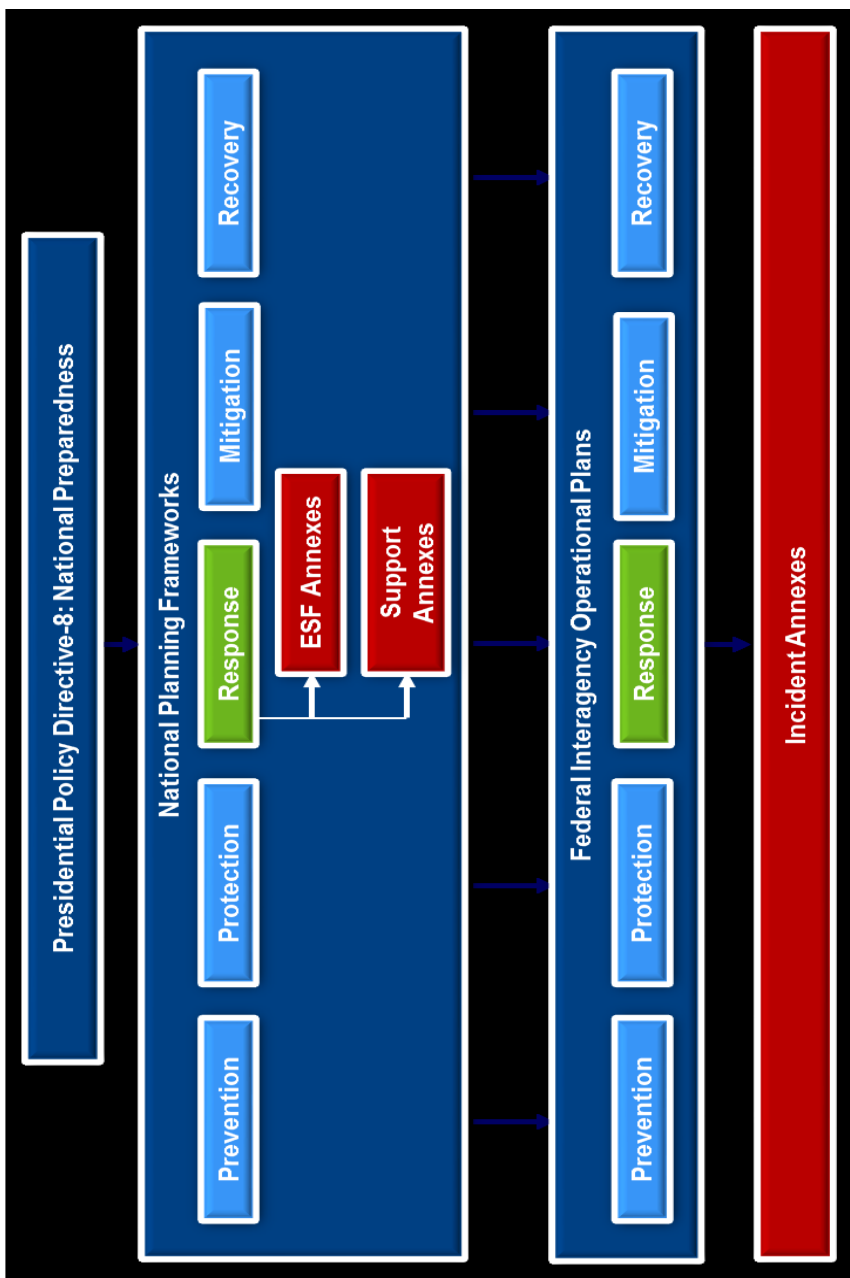 Presidential Policy Directive-8: National Preparedness
National Planning Frameworks
Prevention
Protection
Response
Mitigation
Recovery
ESF Annexes
Support
Annexes
Federal Interagency Operational Plans
Prevention
Protection
Response
Mitigation
Recovery
Incident Annexes